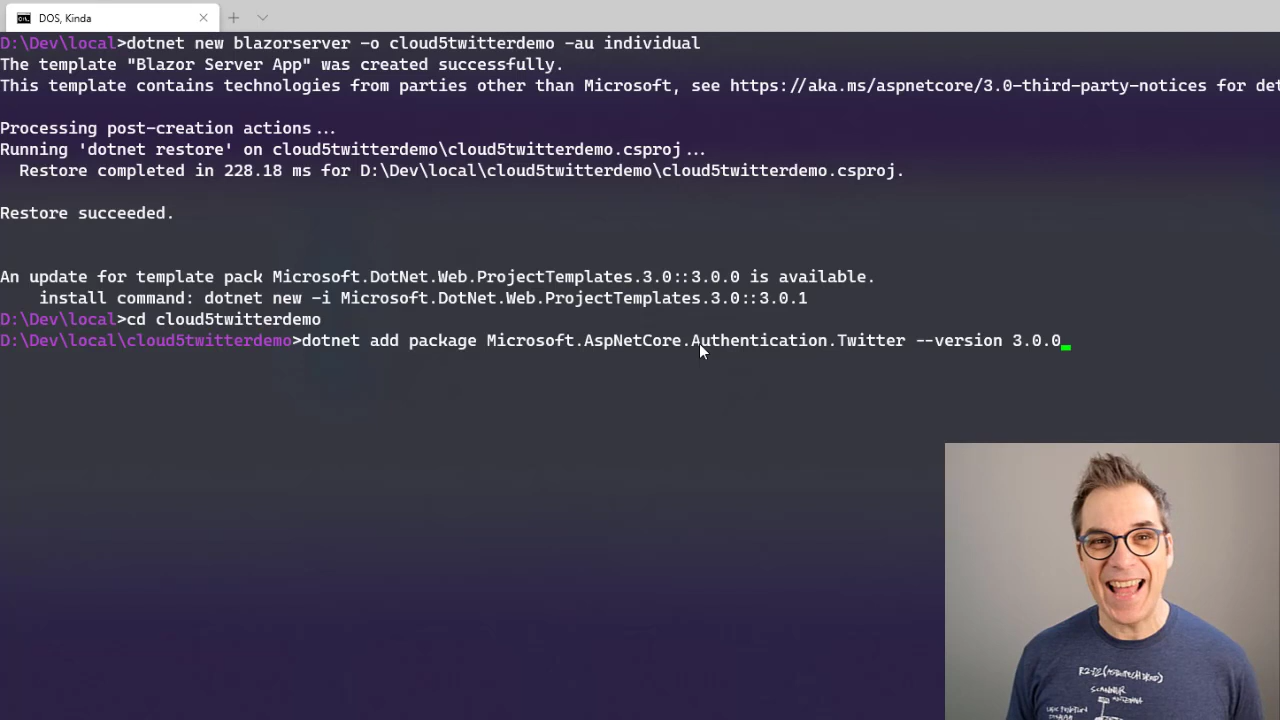 DOS, Kinda
D:\Dev\local>dotnet new blazorserver -o cloud5twitterdemo -au individual
The template "Blazor Server App" was created successfully.
This template contains technologies from parties other than Microsoft, see https://aka.ms/aspnetcore/3.0-third-party-notices for det
Processing post-creation actions...
Running 'dotnet restore' on cloud5twitterdemo\cloud5twitterdemo.csproj...
Restore completed in 228.18 ms for D:\Dev\local\cloud5twitterdemo\cloud5twitterdemo.csproj.
Restore succeeded.
An update for template pack Microsoft.DotNet.Web.ProjectTemplates.3.0::3.0.0 is available.
install command: dotnet new -i Microsoft.DotNet.Web.ProjectTemplates.3.0::3.0.1
D:\Dev\local>cd cloud5twitterdemo
D:\Dev\local\cloud5twitterdemo>dotnet add package Microsoft.AspNetCore.Authentication.Twitter --version 3.0.0
SCANNER
ANTENNA